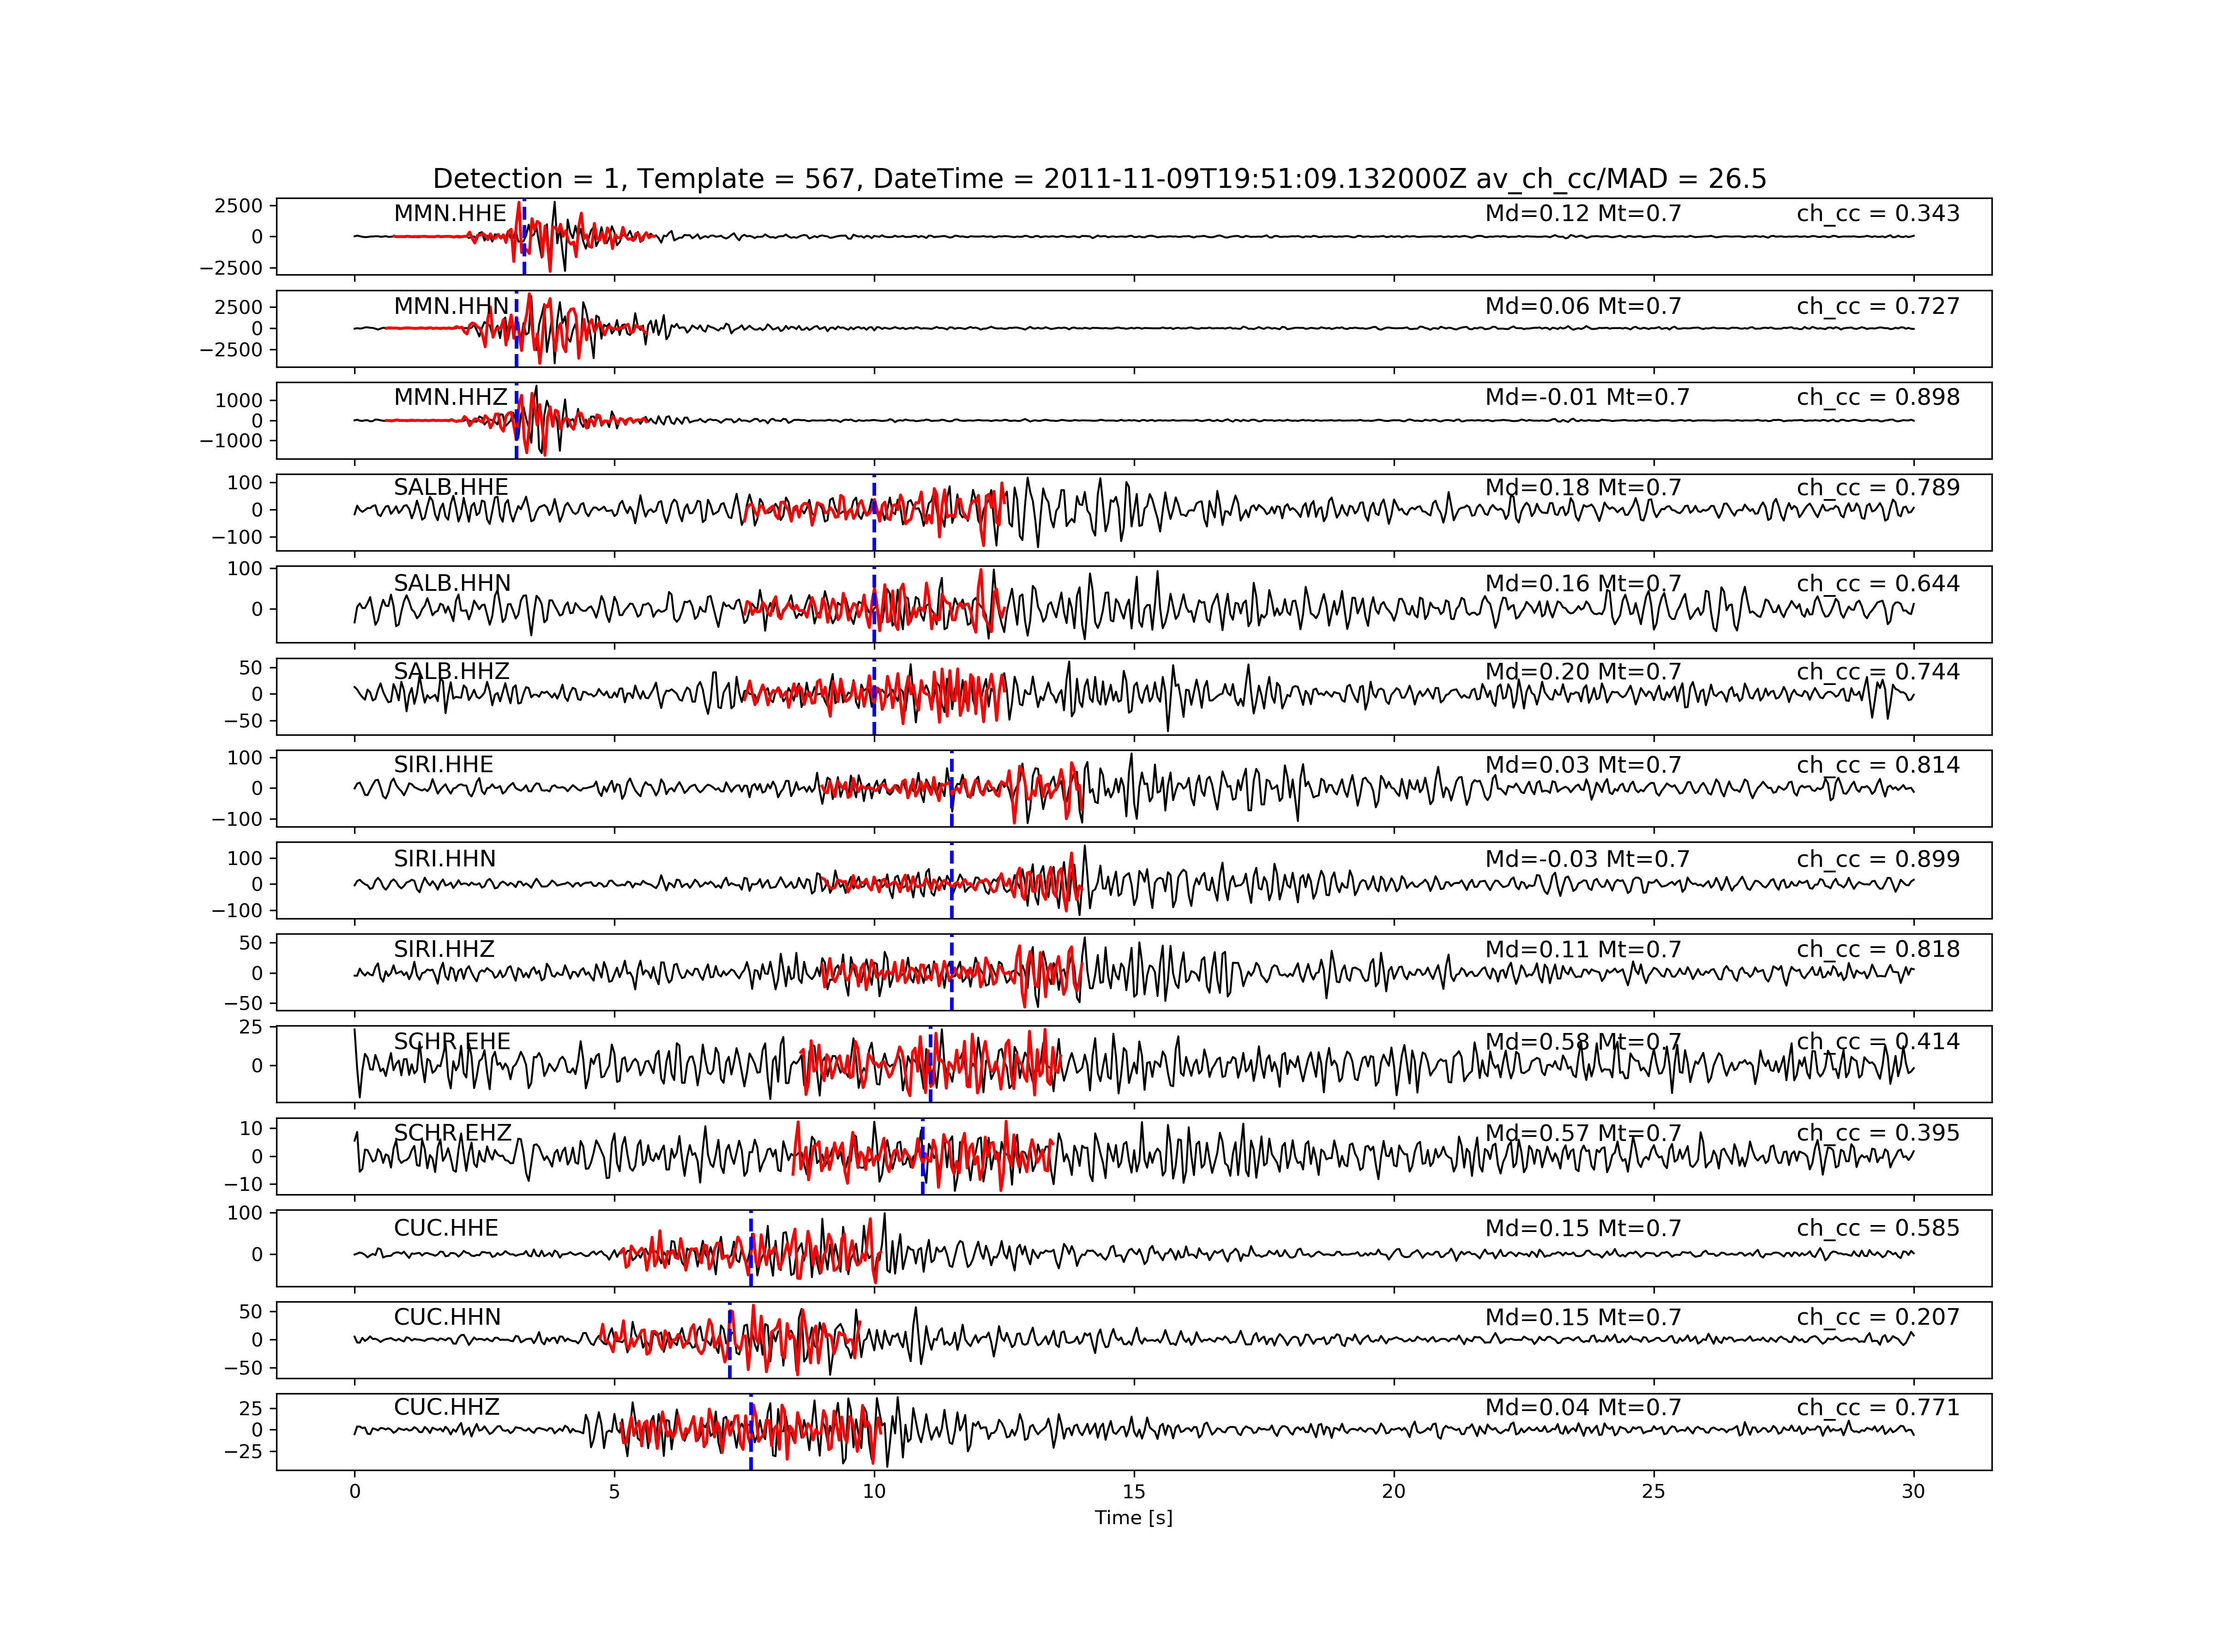 Detection = 1, Template = 567, DateTime = 2011-11-09T19:51:09.132000Z av_ch_cc/MAD = 26.5
2500
0
−2500
MMN.HHE Md=0.12 Mt=0.7 ch_cc = 0.343
2500
0
−2500
MMN.HHN Md=0.06 Mt=0.7 ch_cc = 0.727
1000
0
−1000
MMN.HHZ Md=-0.01 Mt=0.7 ch_cc = 0.898
100
0
−100
SALB.HHE Md=0.18 Mt=0.7 ch_cc = 0.789
100
0
SALB.HHN Md=0.16 Mt=0.7 ch_cc = 0.644
50
0
−50
SALB.HHZ Md=0.20 Mt=0.7 ch_cc = 0.744
100
0
−100
SIRI.HHE Md=0.03 Mt=0.7 ch_cc = 0.814
100
0
−100
SIRI.HHN Md=-0.03 Mt=0.7 ch_cc = 0.899
50
0
−50
SIRI.HHZ Md=0.11 Mt=0.7 ch_cc = 0.818
25
0
SCHR.EHE Md=0.58 Mt=0.7 ch_cc = 0.414
10
0
−10
SCHR.EHZ Md=0.57 Mt=0.7 ch_cc = 0.395
100
0
CUC.HHE Md=0.15 Mt=0.7 ch_cc = 0.585
50
0
−50
CUC.HHN Md=0.15 Mt=0.7 ch_cc = 0.207
25
0
−25
CUC.HHZ Md=0.04 Mt=0.7 ch_cc = 0.771
0 5 10 15 20 25 30
Time [s]